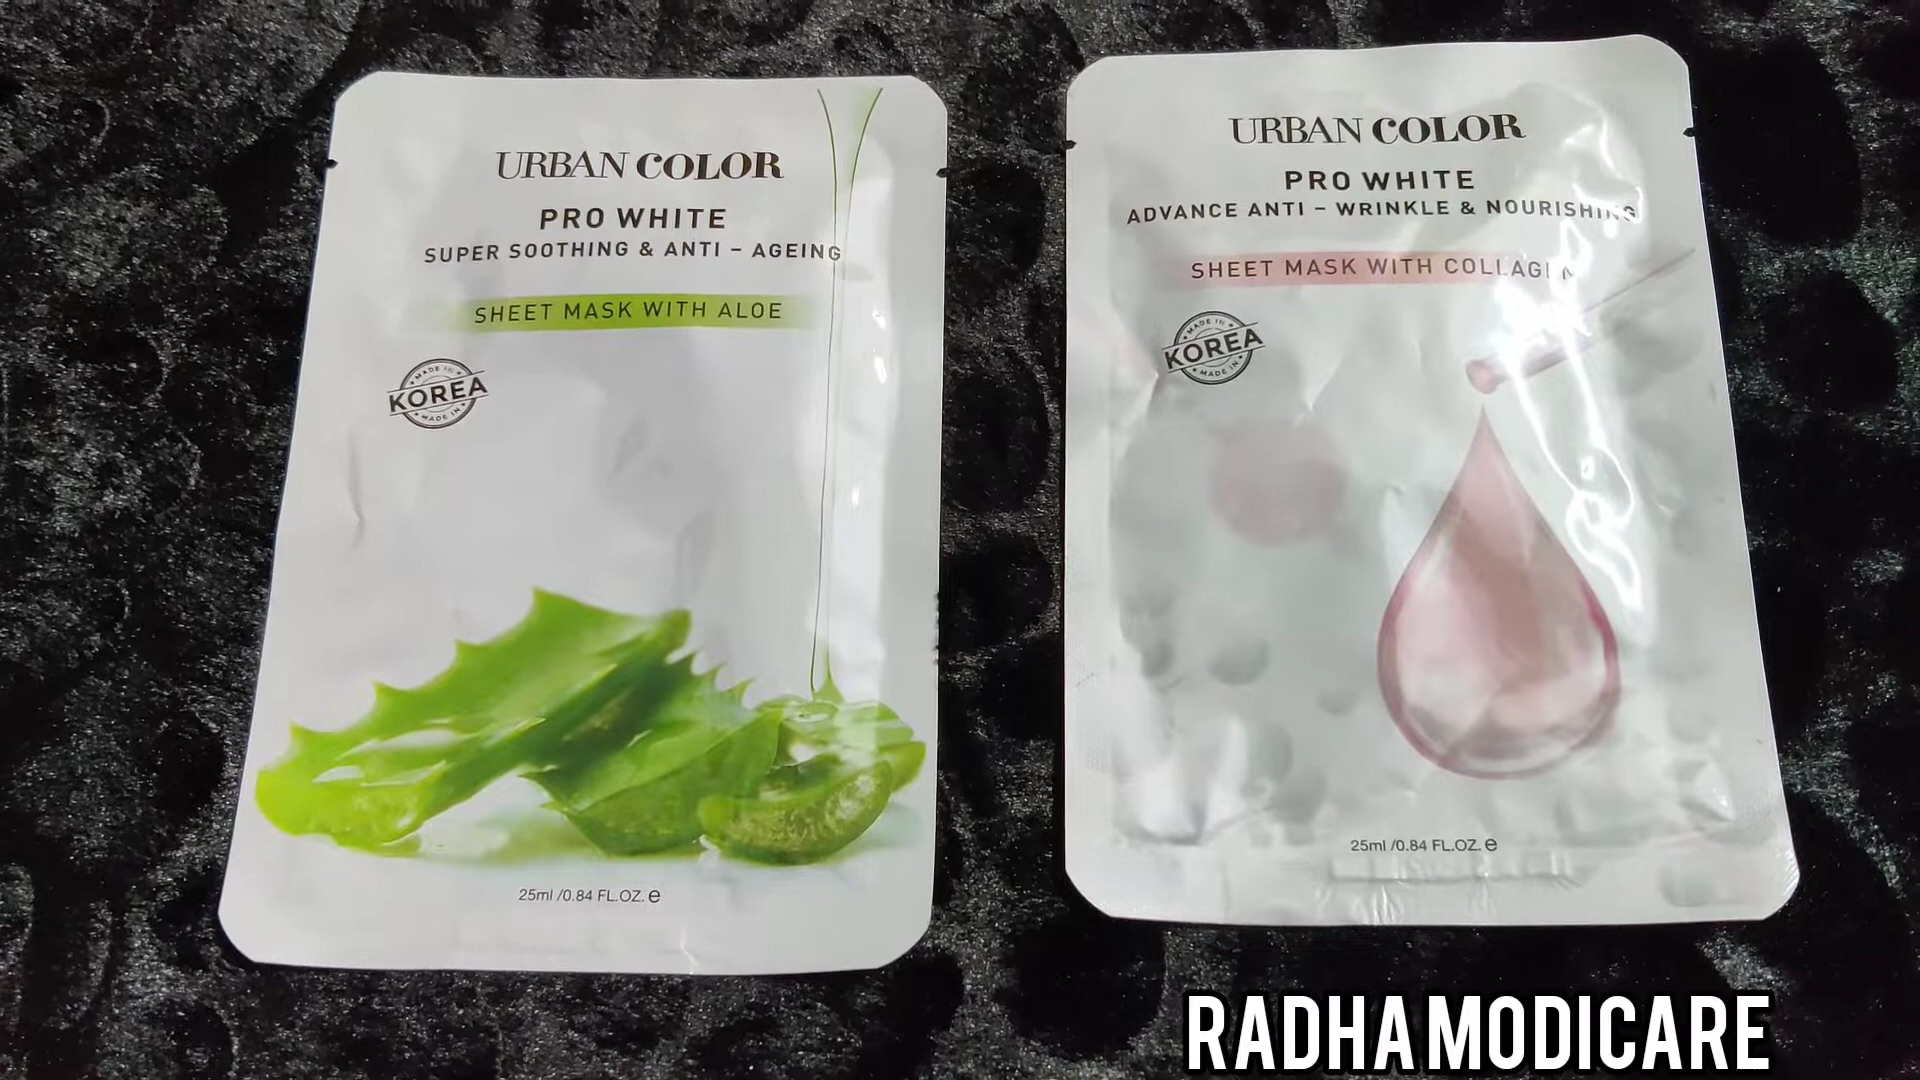 URBAN COLOR
PRO WHITE
SUPER SOOTHING & ANTI – AGEING
SHEET MASK WITH ALOE
MADE IN
KOREA
MADE IN
25ml /0.84 FL.OZ. e
URBAN COLOR
PRO WHITE
ADVANCE ANTI – WRINKLE & NOURISHING
SHEET MASK WITH COLLAGEN
MADE IN
KOREA
MADE IN
25ml /0.84 FL.OZ. e
RADHA MODICARE